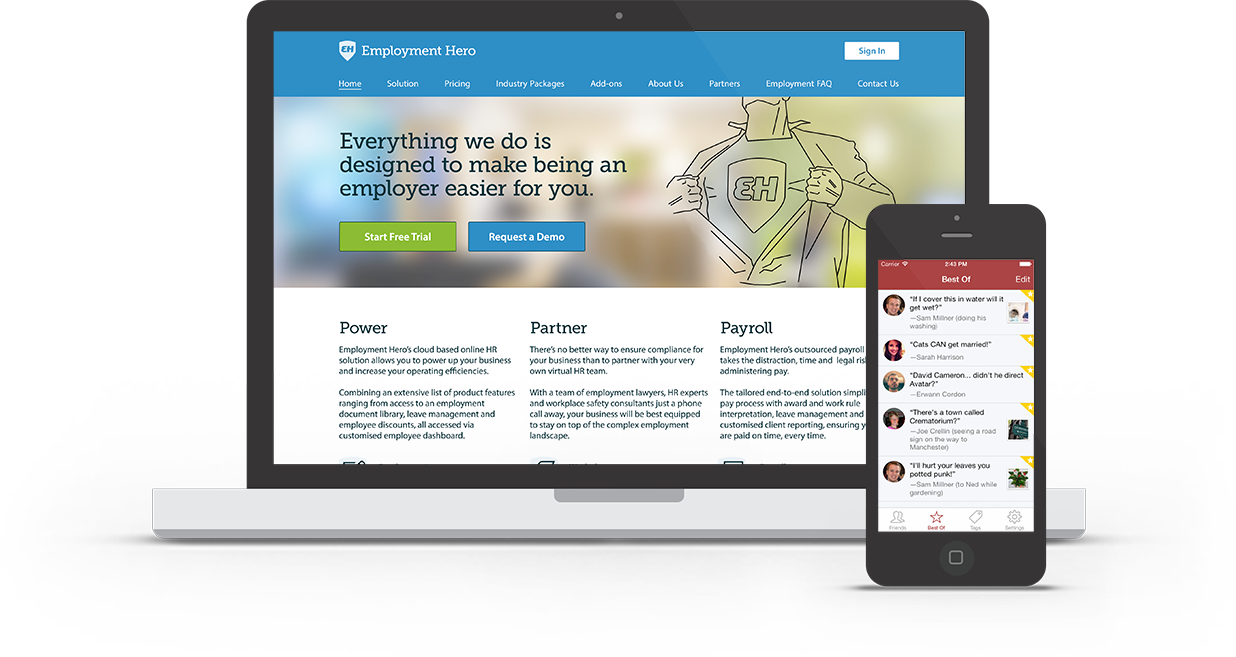 EH Employment Hero
Sign In
Home Solution Pricing Industry Packages Add-ons About Us Partners Employment FAQ Contact Us
Everything we do is
designed to make being an
employer easier for you.
EH
Start Free Trial Request a Demo
Power
Employment Hero's cloud based online HR
solution allows you to power up your business
and increase your operating efficiencies.
Combining an extensive list of product features
ranging from access to an employment
document library, leave management and
employee discounts, all accessed via
customised employee dashboard.
Partner
There's no better way to ensure compliance for
your business than to partner with your very
own virtual HR team.
With a team of employment lawyers, HR experts
and workplace safety consultants just a phone
call away, your business will be best equipped
to stay on top of the complex employment
landscape.
Payroll
Employment Hero's outsourced payroll
takes the distraction, time and legal ris
administering pay.
The tailored end-to-end solution simpli
pay process with award and work rule
interpretation, leave management and
customised client reporting, ensuring y
are paid on time, every time.
Carrier 2:43 PM
Best Of Edit
“If I cover this in water will it
get wet?”
—Sam Millner (doing his
washing)
“Cats CAN get married!”
—Sarah Harrison
“David Cameron... didn't he direct
Avatar?”
—Erwann Cordon
“There's a town called
Crematorium?”
—Joe Crellin (seeing a road
sign on the way to
Manchester)
“I'll hurt your leaves you
potted punk!”
—Sam Millner (to Ned while
gardening)
Friends Best Of Tags Settings